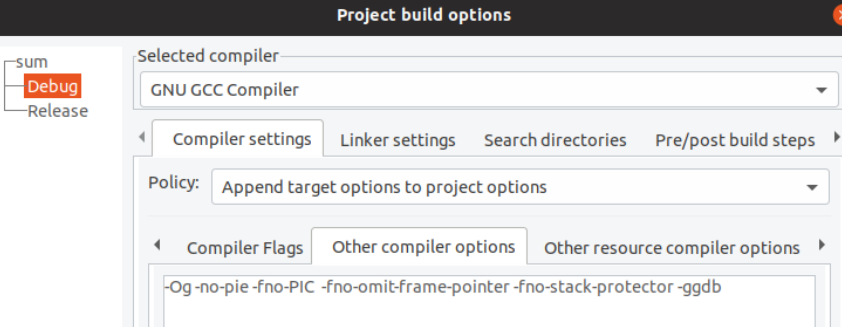 Project build options
sum
Debug
Release
Selected compiler
GNU GCC Compiler
Compiler settings Linker settings Search directories Pre/post build steps
Policy: Append target options to project options
Compiler Flags Other compiler options Other resource compiler options
-Og -no-pie -fno-PIC -fno-omit-frame-pointer -fno-stack-protector -ggdb